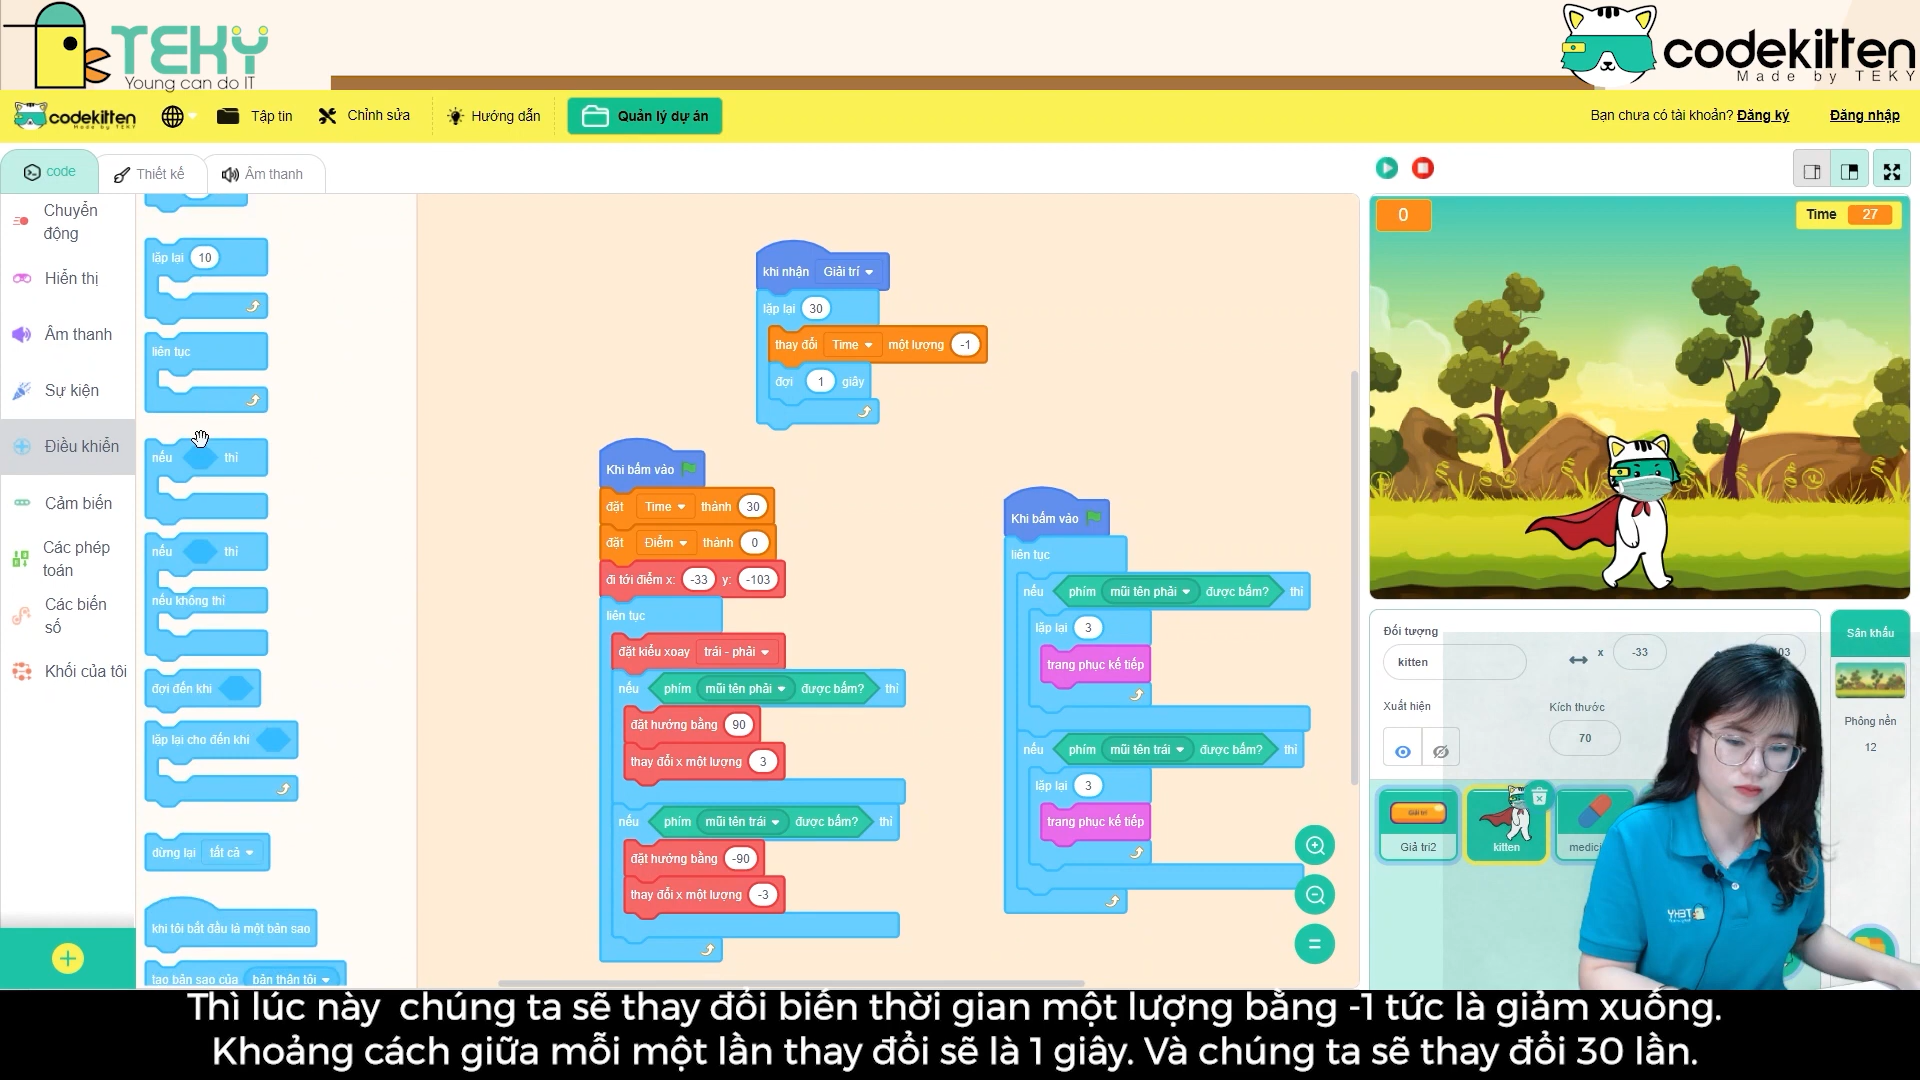 TEKY
Young can do IT
codekitten
Made by TEKY
codekitten
Made by TEKY
Tập tin
Chỉnh sửa
Hướng dẫn
Quản lý dự án
Bạn chưa có tài khoản? Đăng ký
Đăng nhập
code
Thiết kế
Âm thanh
Chuyển động
Hiển thị
Âm thanh
Sự kiện
Điều khiển
Cảm biến
Các phép toán
Các biến số
Khối của tôi
lặp lại 10
liên tục
nếu thì
nếu thì
nếu không thì
đợi đến khi
lặp lại cho đến khi
dừng lại tất cả
khi tôi bắt đầu là một bản sao
tạo bản sao của bản thân tôi
khi nhận Giải trí
lặp lại 30
thay đổi Time một lượng -1
đợi 1 giây
Khi bấm vào
đặt Time thành 30
đặt Điểm thành 0
đi tới điểm x: -33 y: -103
liên tục
đặt kiểu xoay trái - phải
nếu phím mũi tên phải được bấm? thì
đặt hướng bằng 90
thay đổi x một lượng 3
nếu phím mũi tên trái được bấm? thì
đặt hướng bằng -90
thay đổi x một lượng -3
Khi bấm vào
liên tục
nếu phím mũi tên phải được bấm? thì
lặp lại 3
trang phục kế tiếp
nếu phím mũi tên trái được bấm? thì
lặp lại 3
trang phục kế tiếp
0
Time 27
Đối tượng
kitten
x -33
Xuất hiện
Kích thước
70
Sân khấu
Phông nền
12
Giả tri2
kitten
Thì lúc này chúng ta sẽ thay đổi biến thời gian một lượng bằng -1 tức là giảm xuống.
Khoảng cách giữa mỗi một lần thay đổi sẽ là 1 giây. Và chúng ta sẽ thay đổi 30 lần.